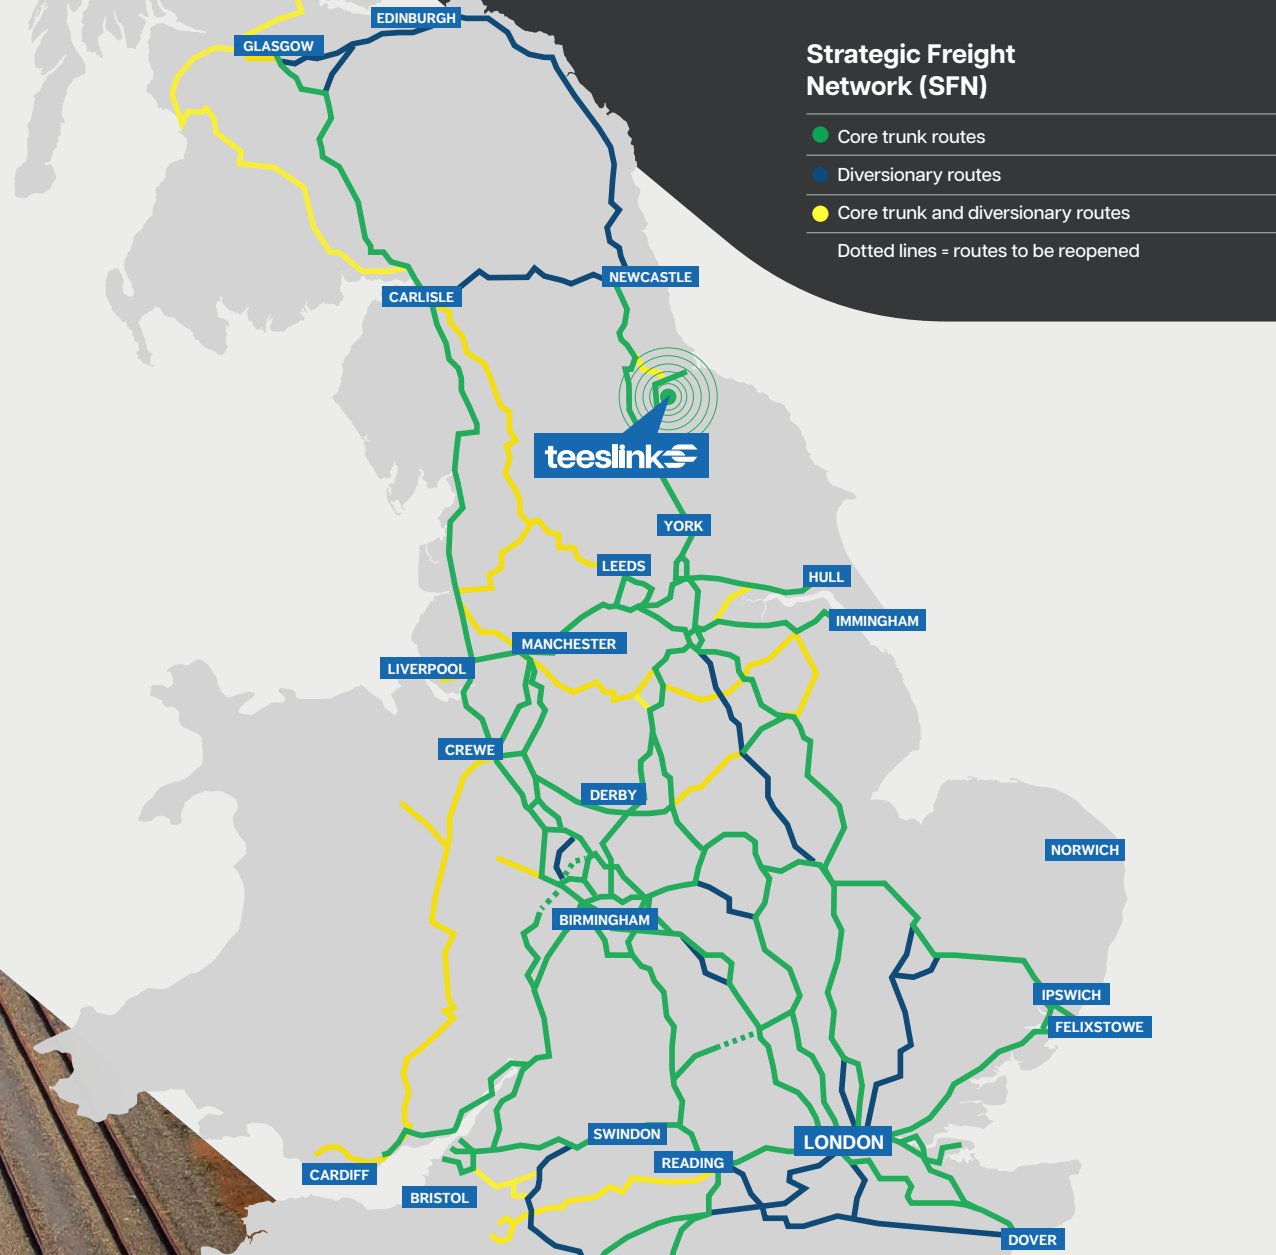 EDINBURGH
GLASGOW
Strategic Freight
Network (SFN)
Core trunk routes
Diversionary routes
Core trunk and diversionary routes
Dotted lines = routes to be reopened
NEWCASTLE
CARLISLE
teeslink
YORK
LEEDS
HULL
IMMINGHAM
MANCHESTER
LIVERPOOL
CREWE
DERBY
NORWICH
BIRMINGHAM
IPSWICH
FELIXSTOWE
SWINDON
LONDON
READING
CARDIFF
BRISTOL
DOVER